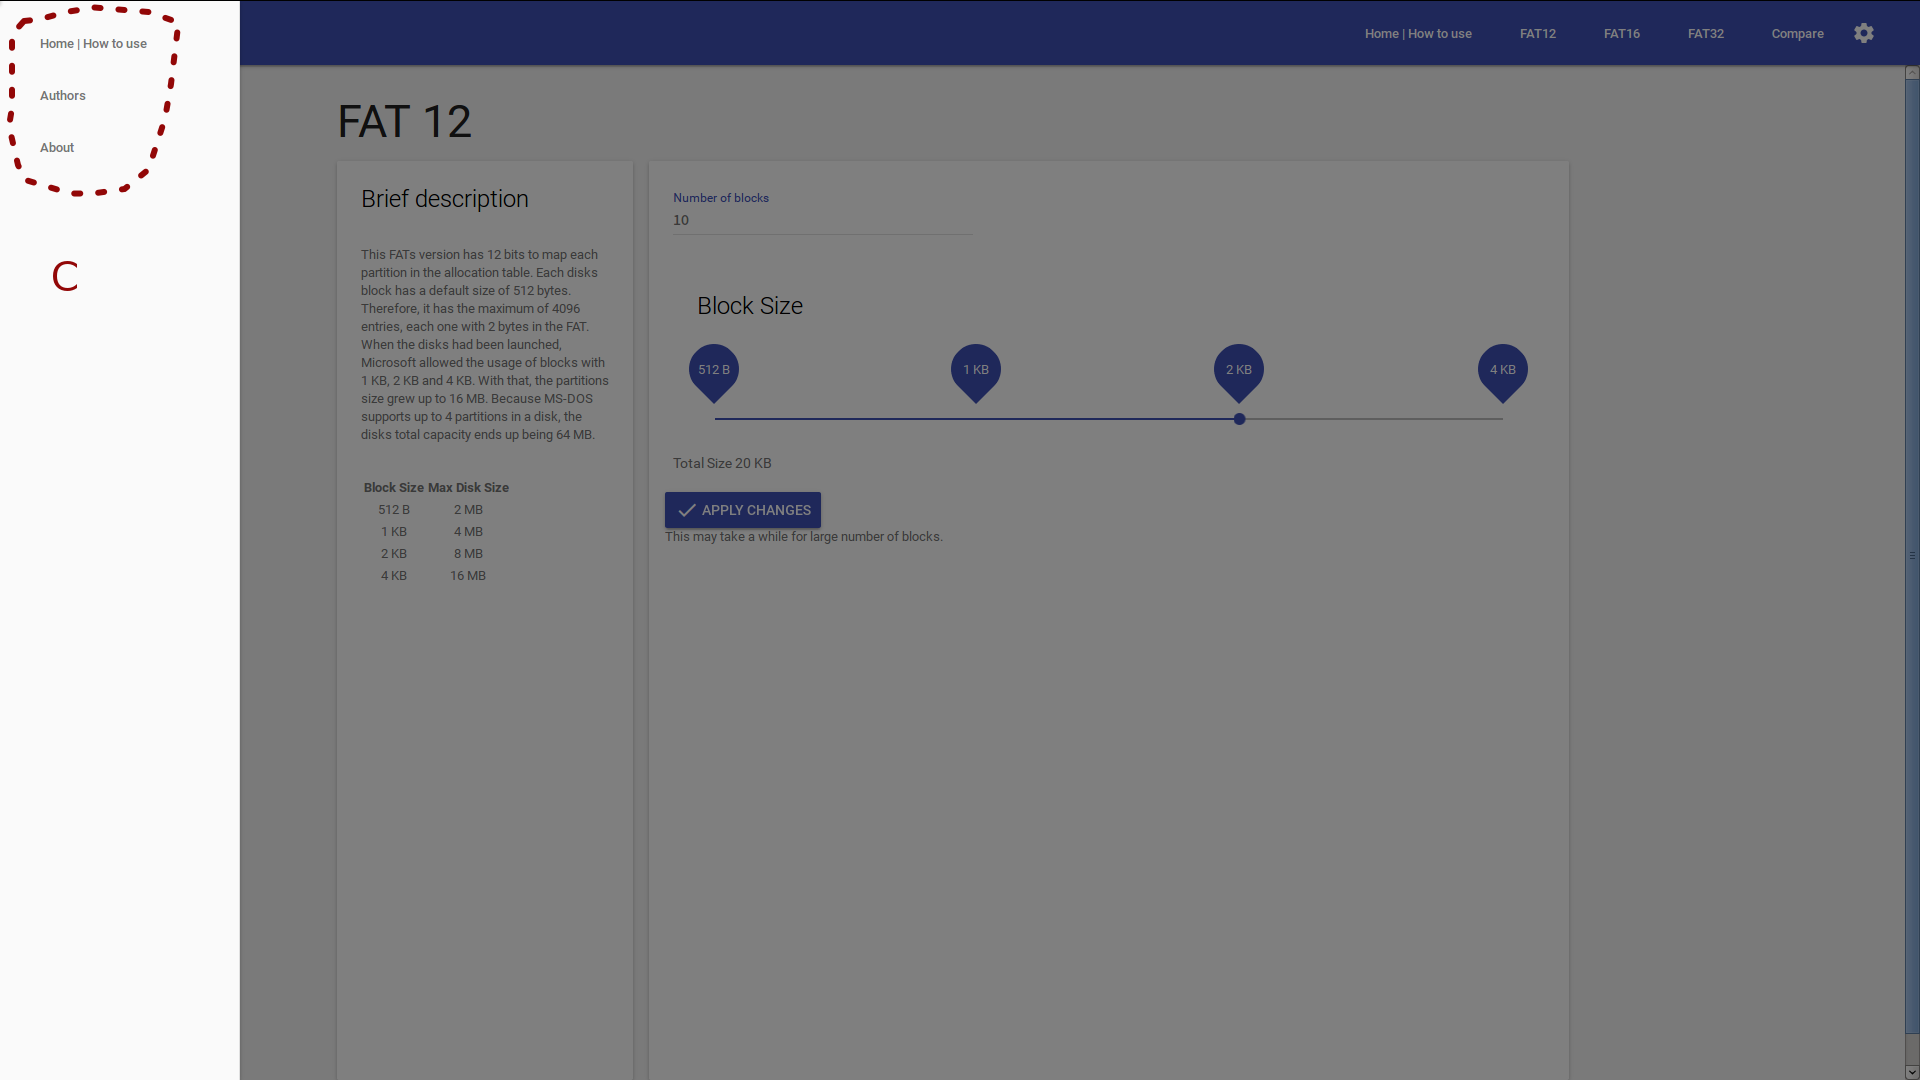 Home | How to use
Authors
About
C
Home | How to use FAT12 FAT16 FAT32 Compare
FAT 12
Brief description
This FATs version has 12 bits to map each
partition in the allocation table. Each disks
block has a default size of 512 bytes.
Therefore, it has the maximum of 4096
entries, each one with 2 bytes in the FAT.
When the disks had been launched,
Microsoft allowed the usage of blocks with
1 KB, 2 KB and 4 KB. With that, the partitions
size grew up to 16 MB. Because MS-DOS
supports up to 4 partitions in a disk, the
disks total capacity ends up being 64 MB.
Block Size Max Disk Size
512 B 2 MB
1 KB 4 MB
2 KB 8 MB
4 KB 16 MB
Number of blocks
10
Block Size
512 B 1 KB 2 KB 4 KB
Total Size 20 KB
APPLY CHANGES
This may take a while for large number of blocks.